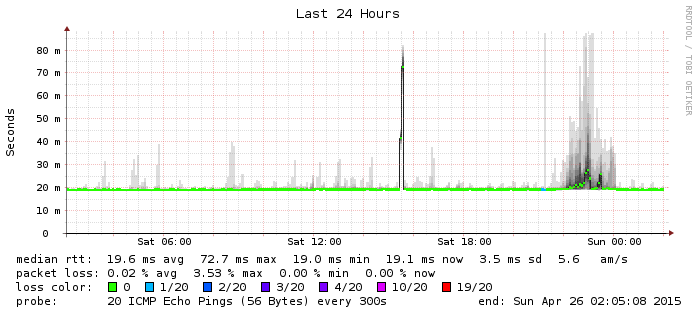 Last 24 Hours
RRDTOOL / TOBI OETIKER
Seconds
80 m
70 m
60 m
50 m
40 m
30 m
20 m
10 m
0
Sat 06:00 Sat 12:00 Sat 18:00 Sun 00:00
median rtt: 19.6 ms avg 72.7 ms max 19.0 ms min 19.1 ms now 3.5 ms sd 5.6 am/s
packet loss: 0.02 % avg 3.53 % max 0.00 % min 0.00 % now
loss color: 0 1/20 2/20 3/20 4/20 10/20 19/20
probe: 20 ICMP Echo Pings (56 Bytes) every 300s end: Sun Apr 26 02:05:08 2015